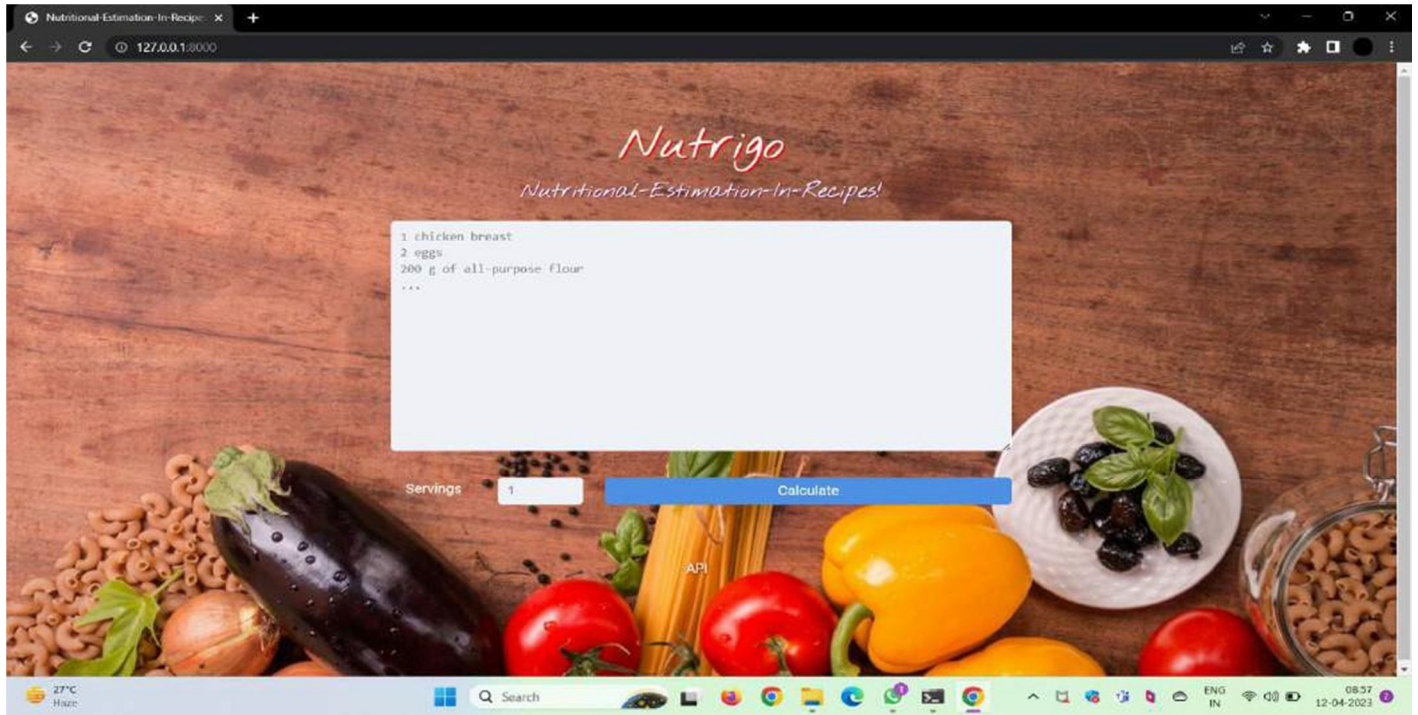 Nutritional-Estimation-In-Recipe
127.0.0.1:8000
Nutrigo
Nutritional-Estimation-In-Recipes!
1 chicken breast
2 eggs
200 g of all-purpose flour
...
Servings
1
Calculate
API
27°C
Haze
Search
ENG
IN
08:57
12-04-2023